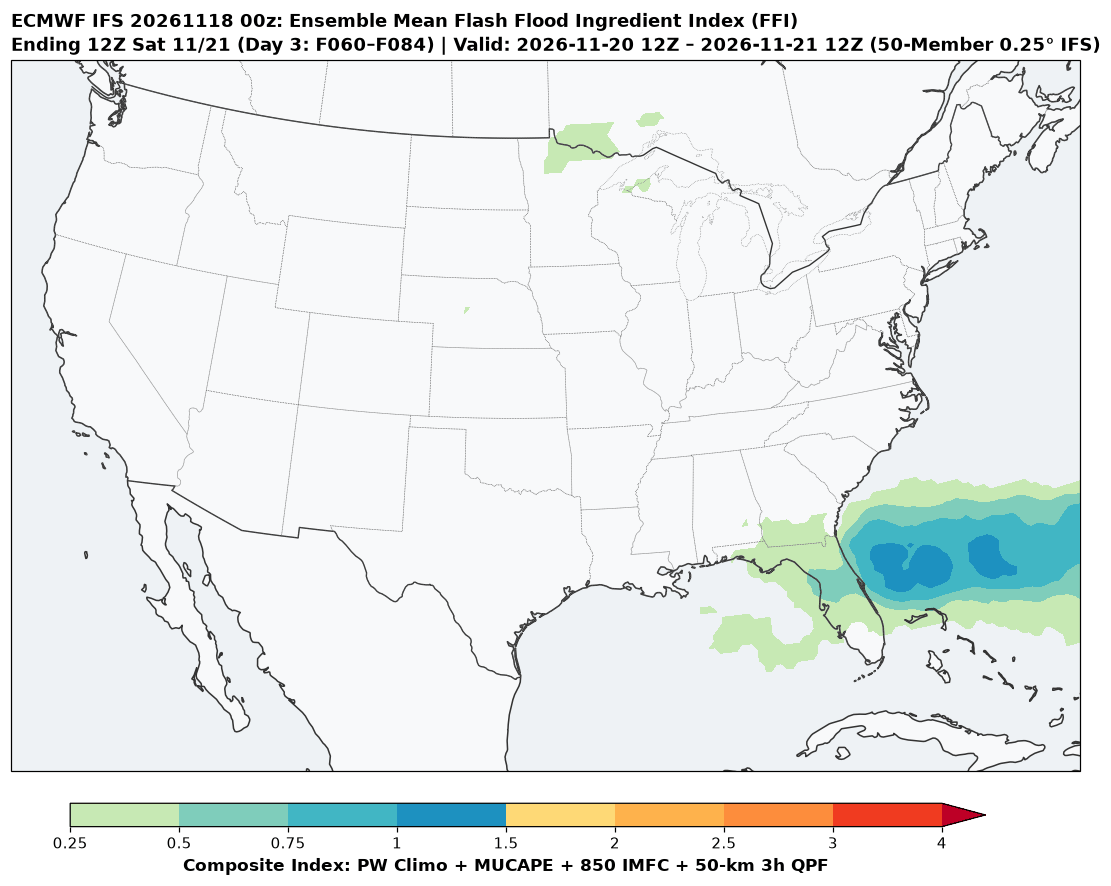 ECMWF IFS 20261118 00z: Ensemble Mean Flash Flood Ingredient Index (FFI)
Ending 12Z Sat 11/21 (Day 3: F060–F084) | Valid: 2026-11-20 12Z – 2026-11-21 12Z (50-Member 0.25° IFS)
0.25 0.5 0.75 1 1.5 2 2.5 3 4
Composite Index: PW Climo + MUCAPE + 850 IMFC + 50-km 3h QPF